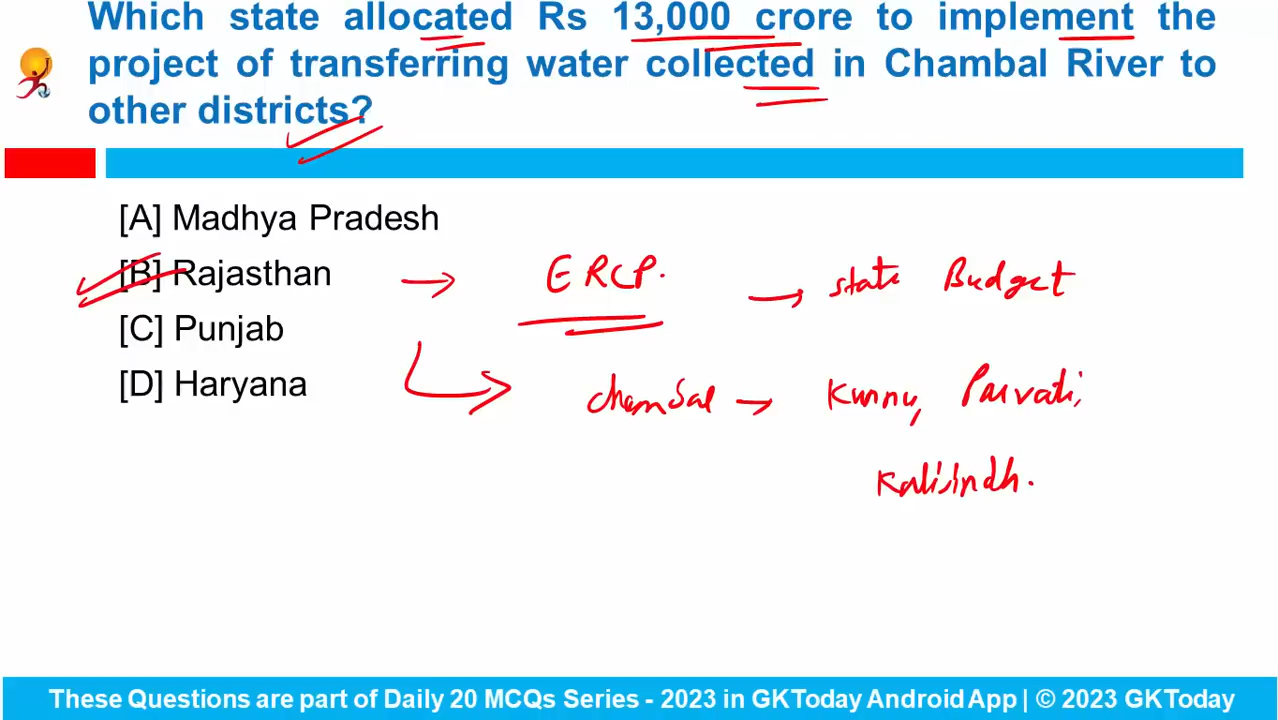 Which state allocated Rs 13,000 crore to implement the
project of transferring water collected in Chambal River to
other districts?
[A] Madhya Pradesh
[B] Rajasthan → ERCP. → state Budget
[C] Punjab
[D] Haryana
Chambal → Kunnu, Parvati,
Kalisindh.
These Questions are part of Daily 20 MCQs Series - 2023 in GKToday Android App | © 2023 GKToday